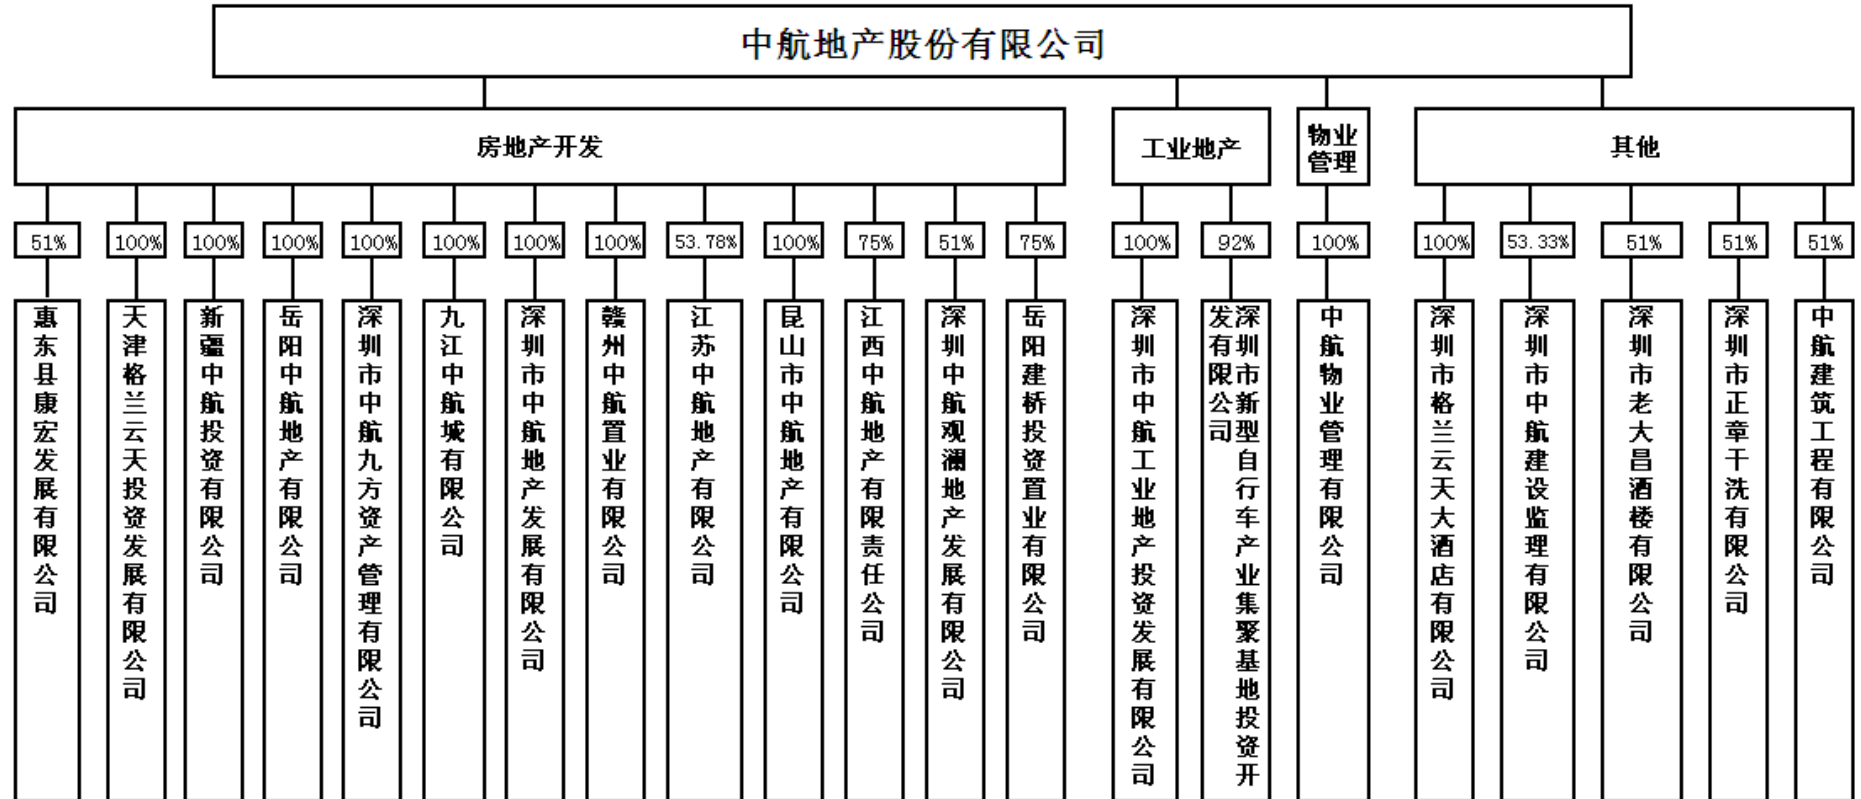 中航地产股份有限公司
房地产开发
工业地产
物业
管理
其他
51%
100%
100%
100%
100%
100%
100%
100%
53.78%
100%
75%
51%
75%
100%
92%
100%
100%
53.33%
51%
51%
51%
惠东县康宏发展有限公司
天津格兰云天投资发展有限公司
新疆中航投资有限公司
岳阳中航地产有限公司
深圳市中航九方资产管理有限公司
九江中航城有限公司
深圳市中航地产发展有限公司
赣州中航置业有限公司
江苏中航地产有限公司
昆山市中航地产有限公司
江西中航地产有限责任公司
深圳中航观澜地产发展有限公司
岳阳建桥投资置业有限公司
深圳市中航工业地产投资发展有限公司
深圳市新型自行车产业集聚基地投资开
发有限公司
中航物业管理有限公司
深圳市格兰云天大酒店有限公司
深圳市中航建设监理有限公司
深圳市老大昌酒楼有限公司
深圳市正章干洗有限公司
中航建筑工程有限公司